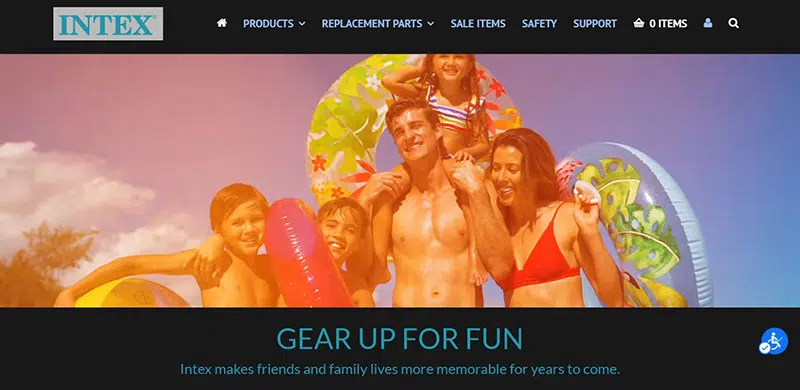 INTEX®
PRODUCTS REPLACEMENT PARTS SALE ITEMS SAFETY SUPPORT 0 ITEMS
GEAR UP FOR FUN
Intex makes friends and family lives more memorable for years to come.